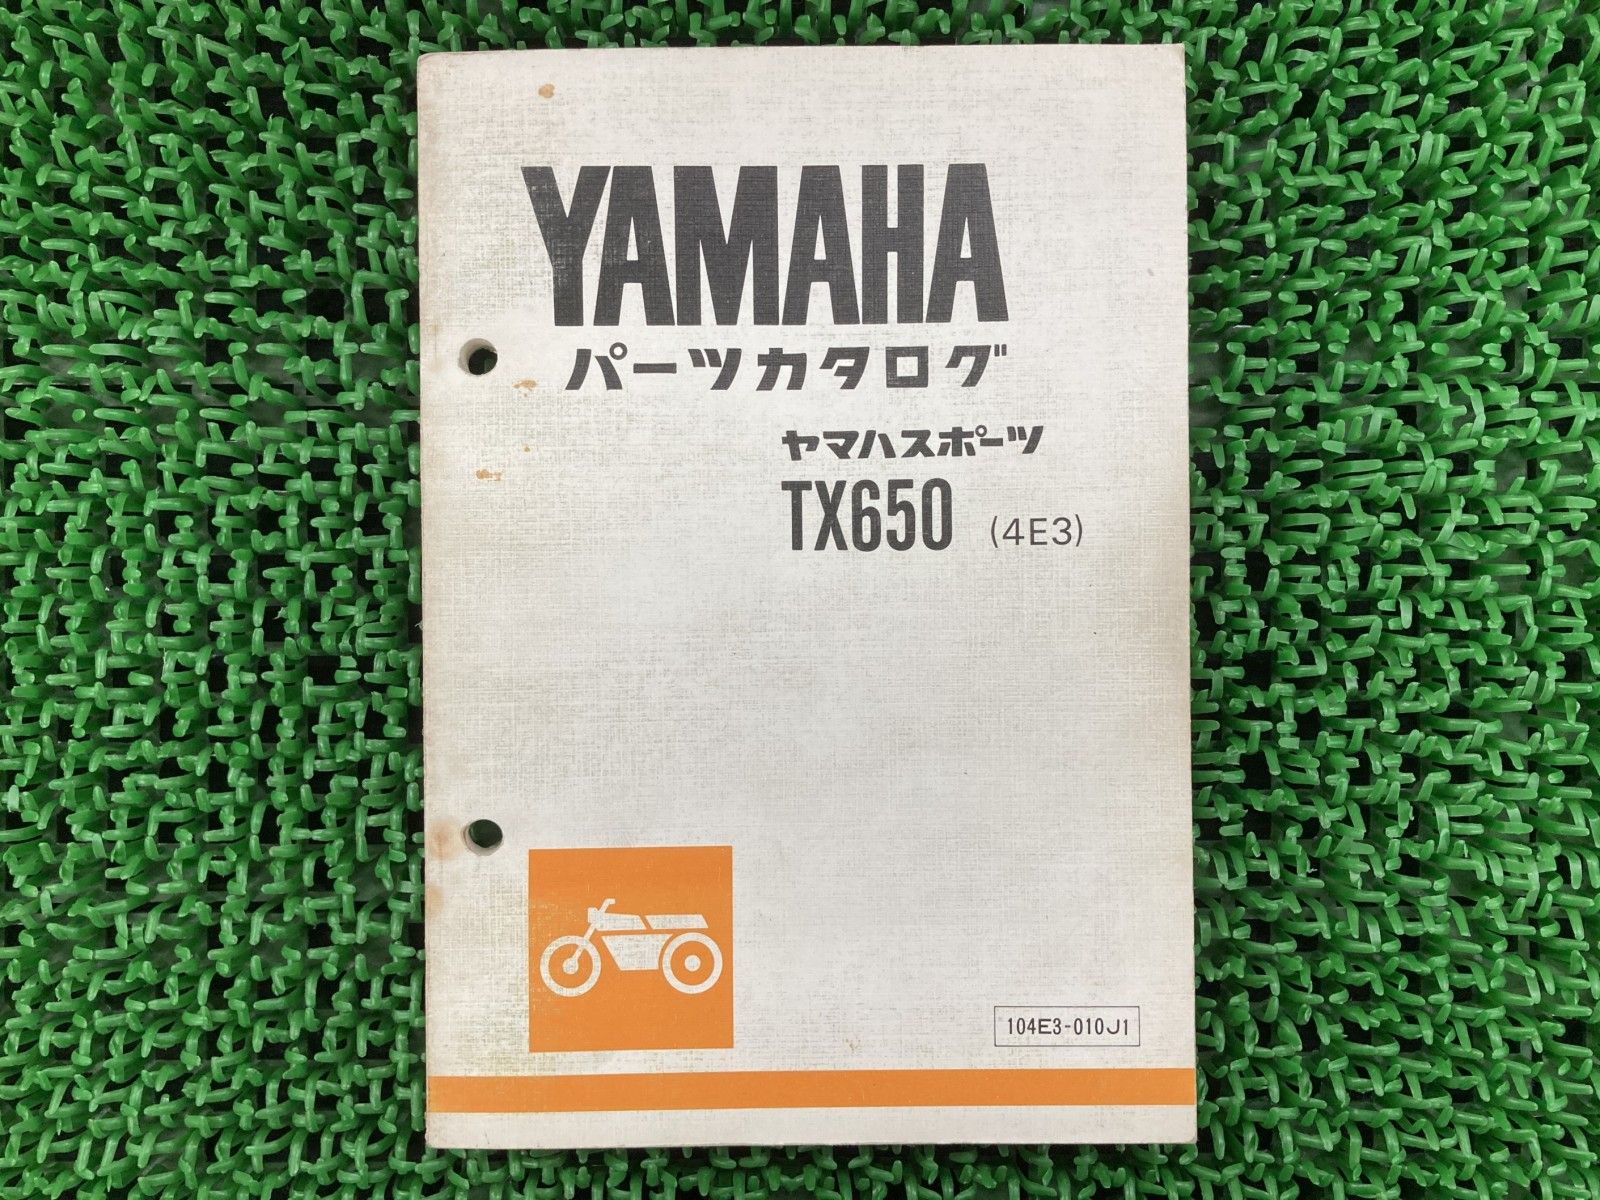 YAMAHA
パーツカタログ
ヤマハスポーツ
TX650 (4E3)
104E3-010J1